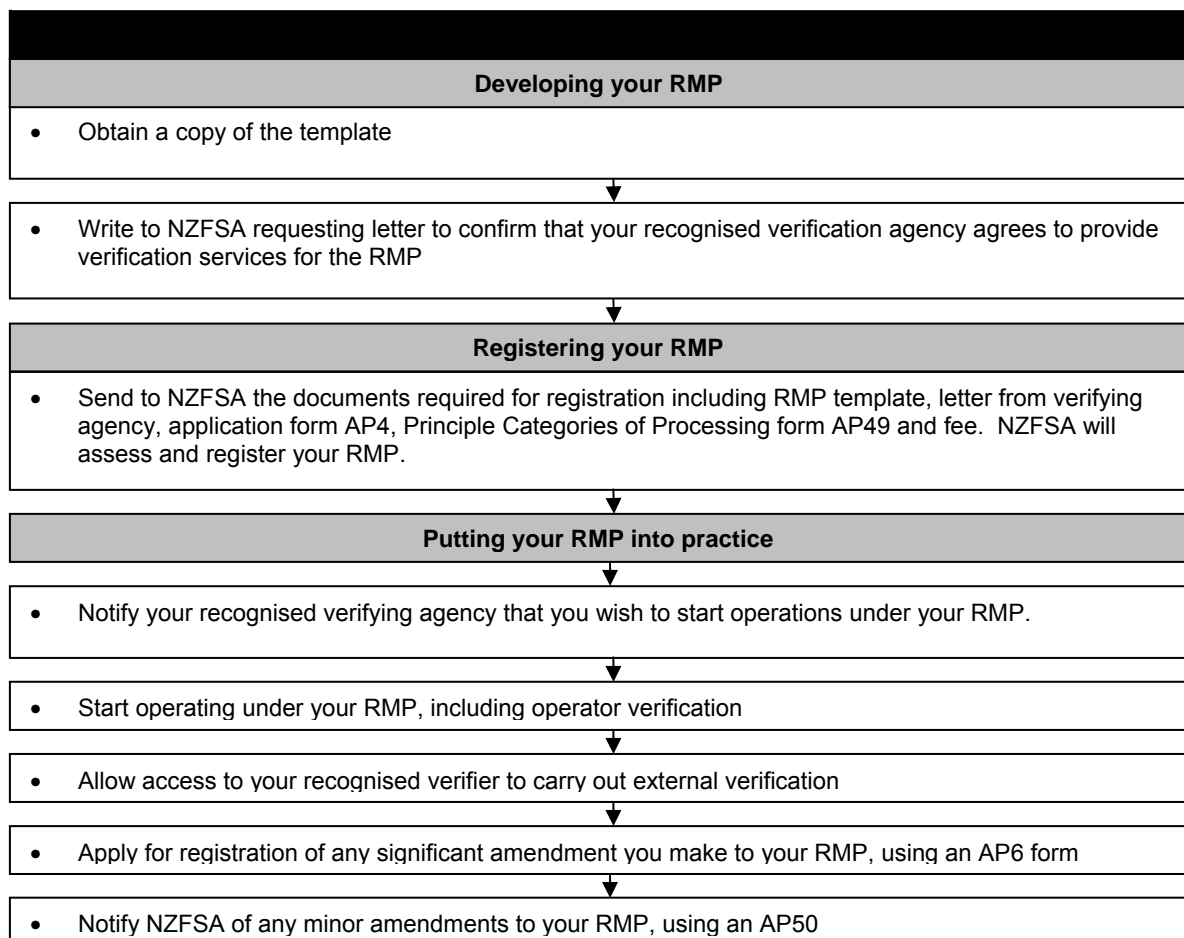 Developing your RMP
• Obtain a copy of the template
• Write to NZFSA requesting letter to confirm that your recognised verification agency agrees to provide
verification services for the RMP
Registering your RMP
• Send to NZFSA the documents required for registration including RMP template, letter from verifying
agency, application form AP4, Principle Categories of Processing form AP49 and fee.  NZFSA will
assess and register your RMP.
Putting your RMP into practice
• Notify your recognised verifying agency that you wish to start operations under your RMP.
• Start operating under your RMP, including operator verification
• Allow access to your recognised verifier to carry out external verification
• Apply for registration of any significant amendment you make to your RMP, using an AP6 form
• Notify NZFSA of any minor amendments to your RMP, using an AP50